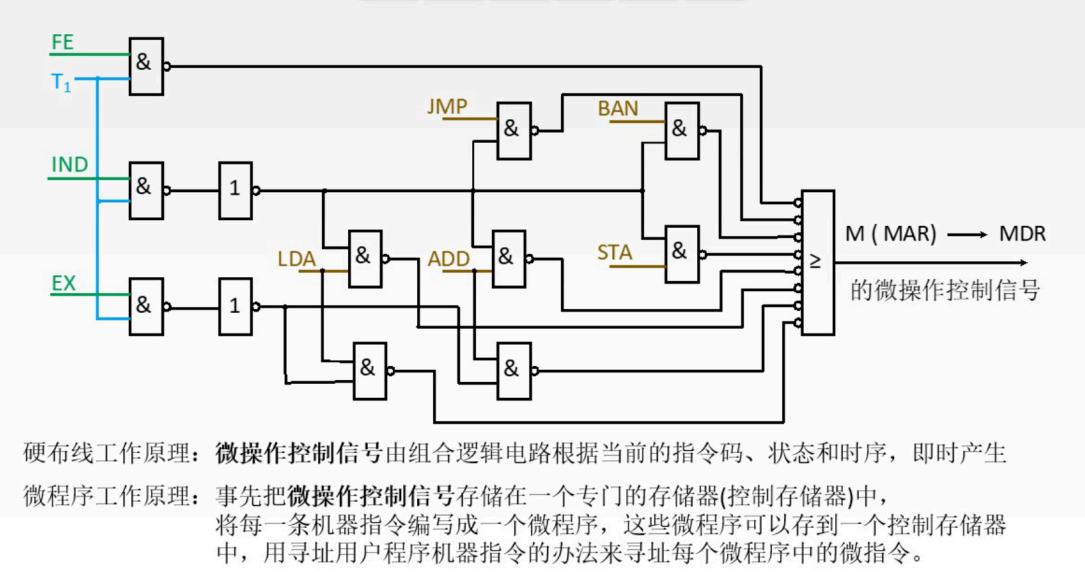 FE
&
T₁
JMP
&
BAN
&
IND
&
1
M ( MAR) → MDR
LDA
&
ADD
&
STA
&
≥
的微操作控制信号
EX
&
1
&
&
硬布线工作原理：微操作控制信号由组合逻辑电路根据当前的指令码、状态和时序，即时产生
微程序工作原理：事先把微操作控制信号存储在一个专门的存储器(控制存储器)中，
将每一条机器指令编写成一个微程序，这些微程序可以存到一个控制存储器
中，用寻址用户程序机器指令的办法来寻址每个微程序中的微指令。